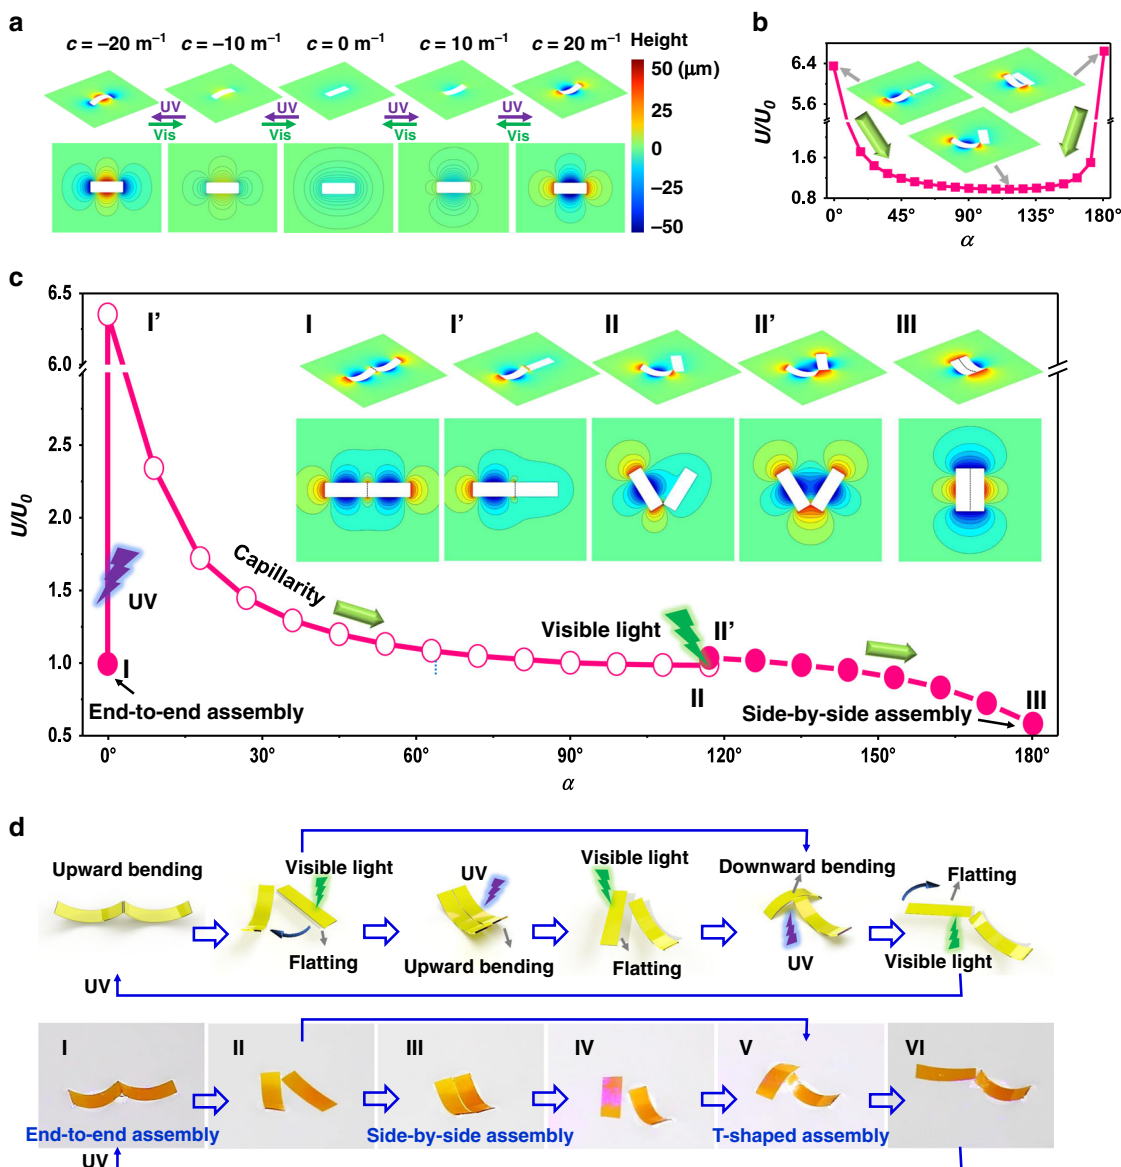 a
c = −20 m⁻¹ c = −10 m⁻¹ c = 0 m⁻¹ c = 10 m⁻¹ c = 20 m⁻¹
Height
50 (μm)
25
0
−25
−50
UV UV UV UV
Vis Vis Vis Vis
b
U/U₀
6.4
5.6
1.6
0.8
0° 45° 90° 135° 180°
α
c
U/U₀
6.5
6.0
2.5
2.0
1.5
1.0
0.5
I’
I I’ II II’ III
Capillarity
UV
Visible light
II’
I
End-to-end assembly
II
Side-by-side assembly
III
0° 30° 60° 90° 120° 150° 180°
α
d
Upward bending
Visible light
Flatting
UV
Upward bending
Visible light
Flatting
Downward bending
UV
Flatting
Visible light
UV
I II III IV V VI
End-to-end assembly
Side-by-side assembly
T-shaped assembly
UV